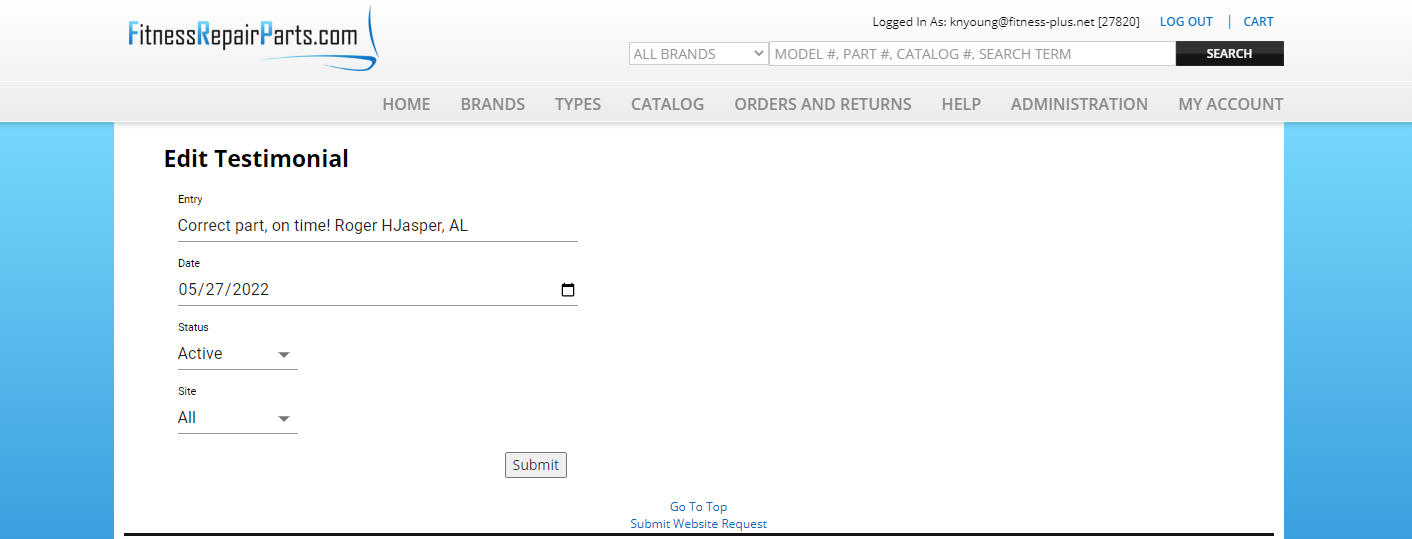 FitnessRepairParts.com
Logged In As: knyoung@fitness-plus.net [27820] LOG OUT | CART
ALL BRANDS MODEL #, PART #, CATALOG #, SEARCH TERM SEARCH
HOME BRANDS TYPES CATALOG ORDERS AND RETURNS HELP ADMINISTRATION MY ACCOUNT
Edit Testimonial
Entry
Correct part, on time! Roger HJasper, AL
Date
05/27/2022
Status
Active
Site
All
Submit
Go To Top
Submit Website Request